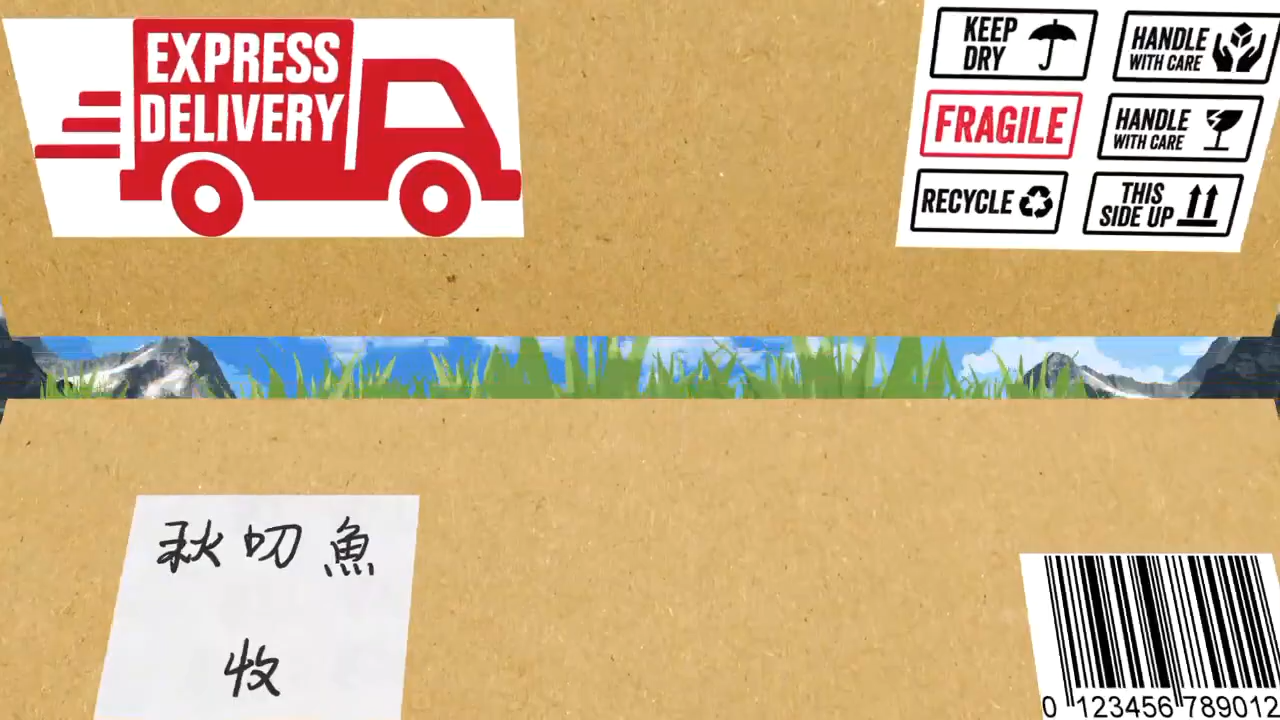 EXPRESS
DELIVERY
KEEP
DRY
HANDLE
WITH CARE
FRAGILE
HANDLE
WITH CARE
RECYCLE
THIS
SIDE UP
秋叨魚
收
0 123456 789012